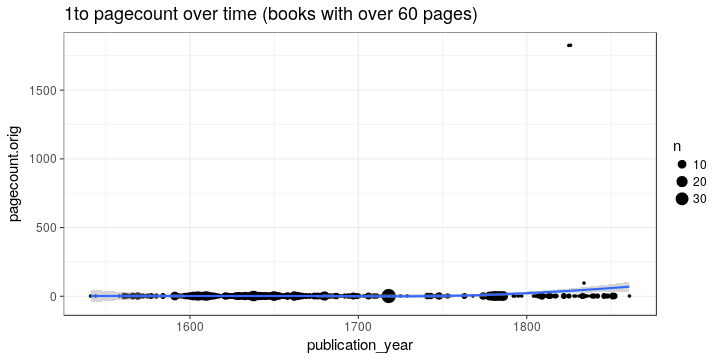 1to pagecount over time (books with over 60 pages)
pagecount.orig
1500
1000
500
0
1600
1700
1800
publication_year
n
10
20
30